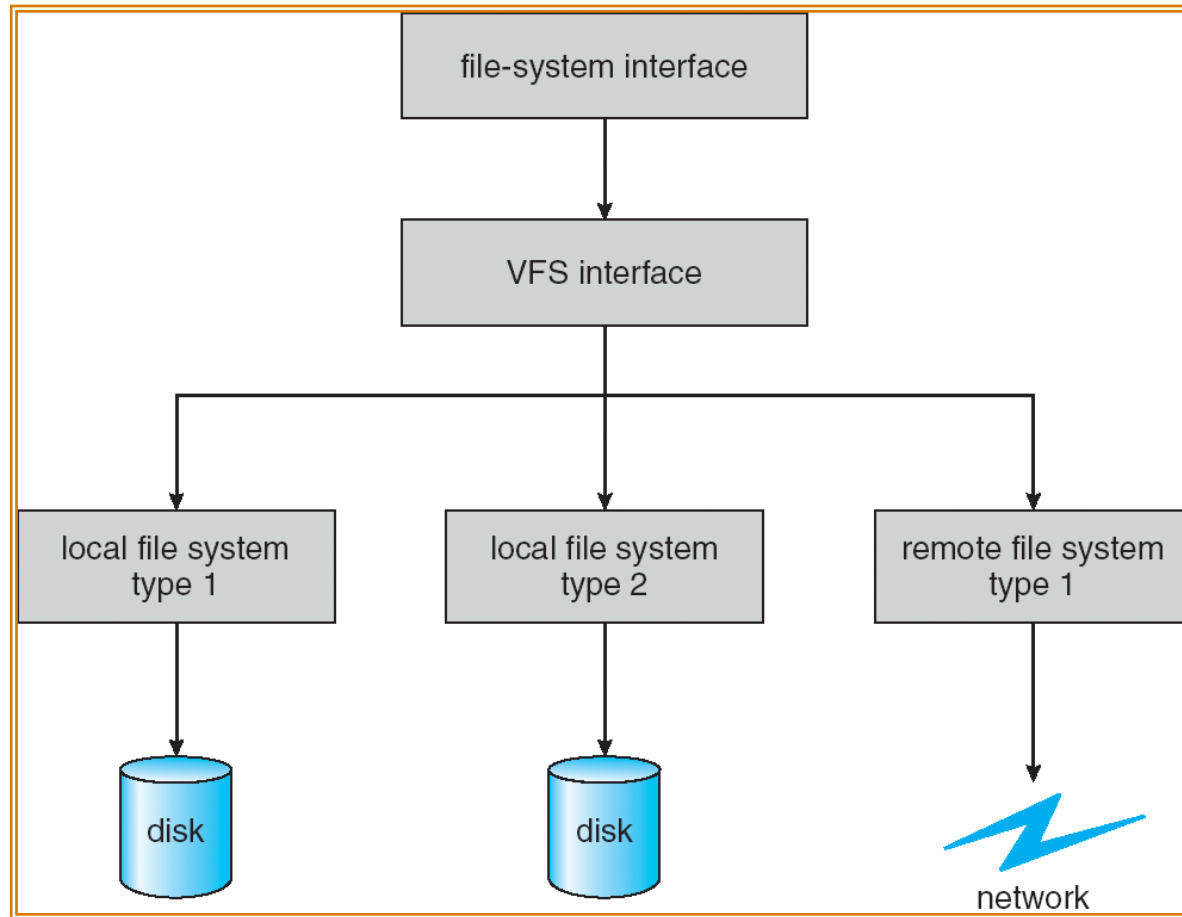 file-system interface
VFS interface
local file system
type 1
local file system
type 2
remote file system
type 1
disk
disk
network